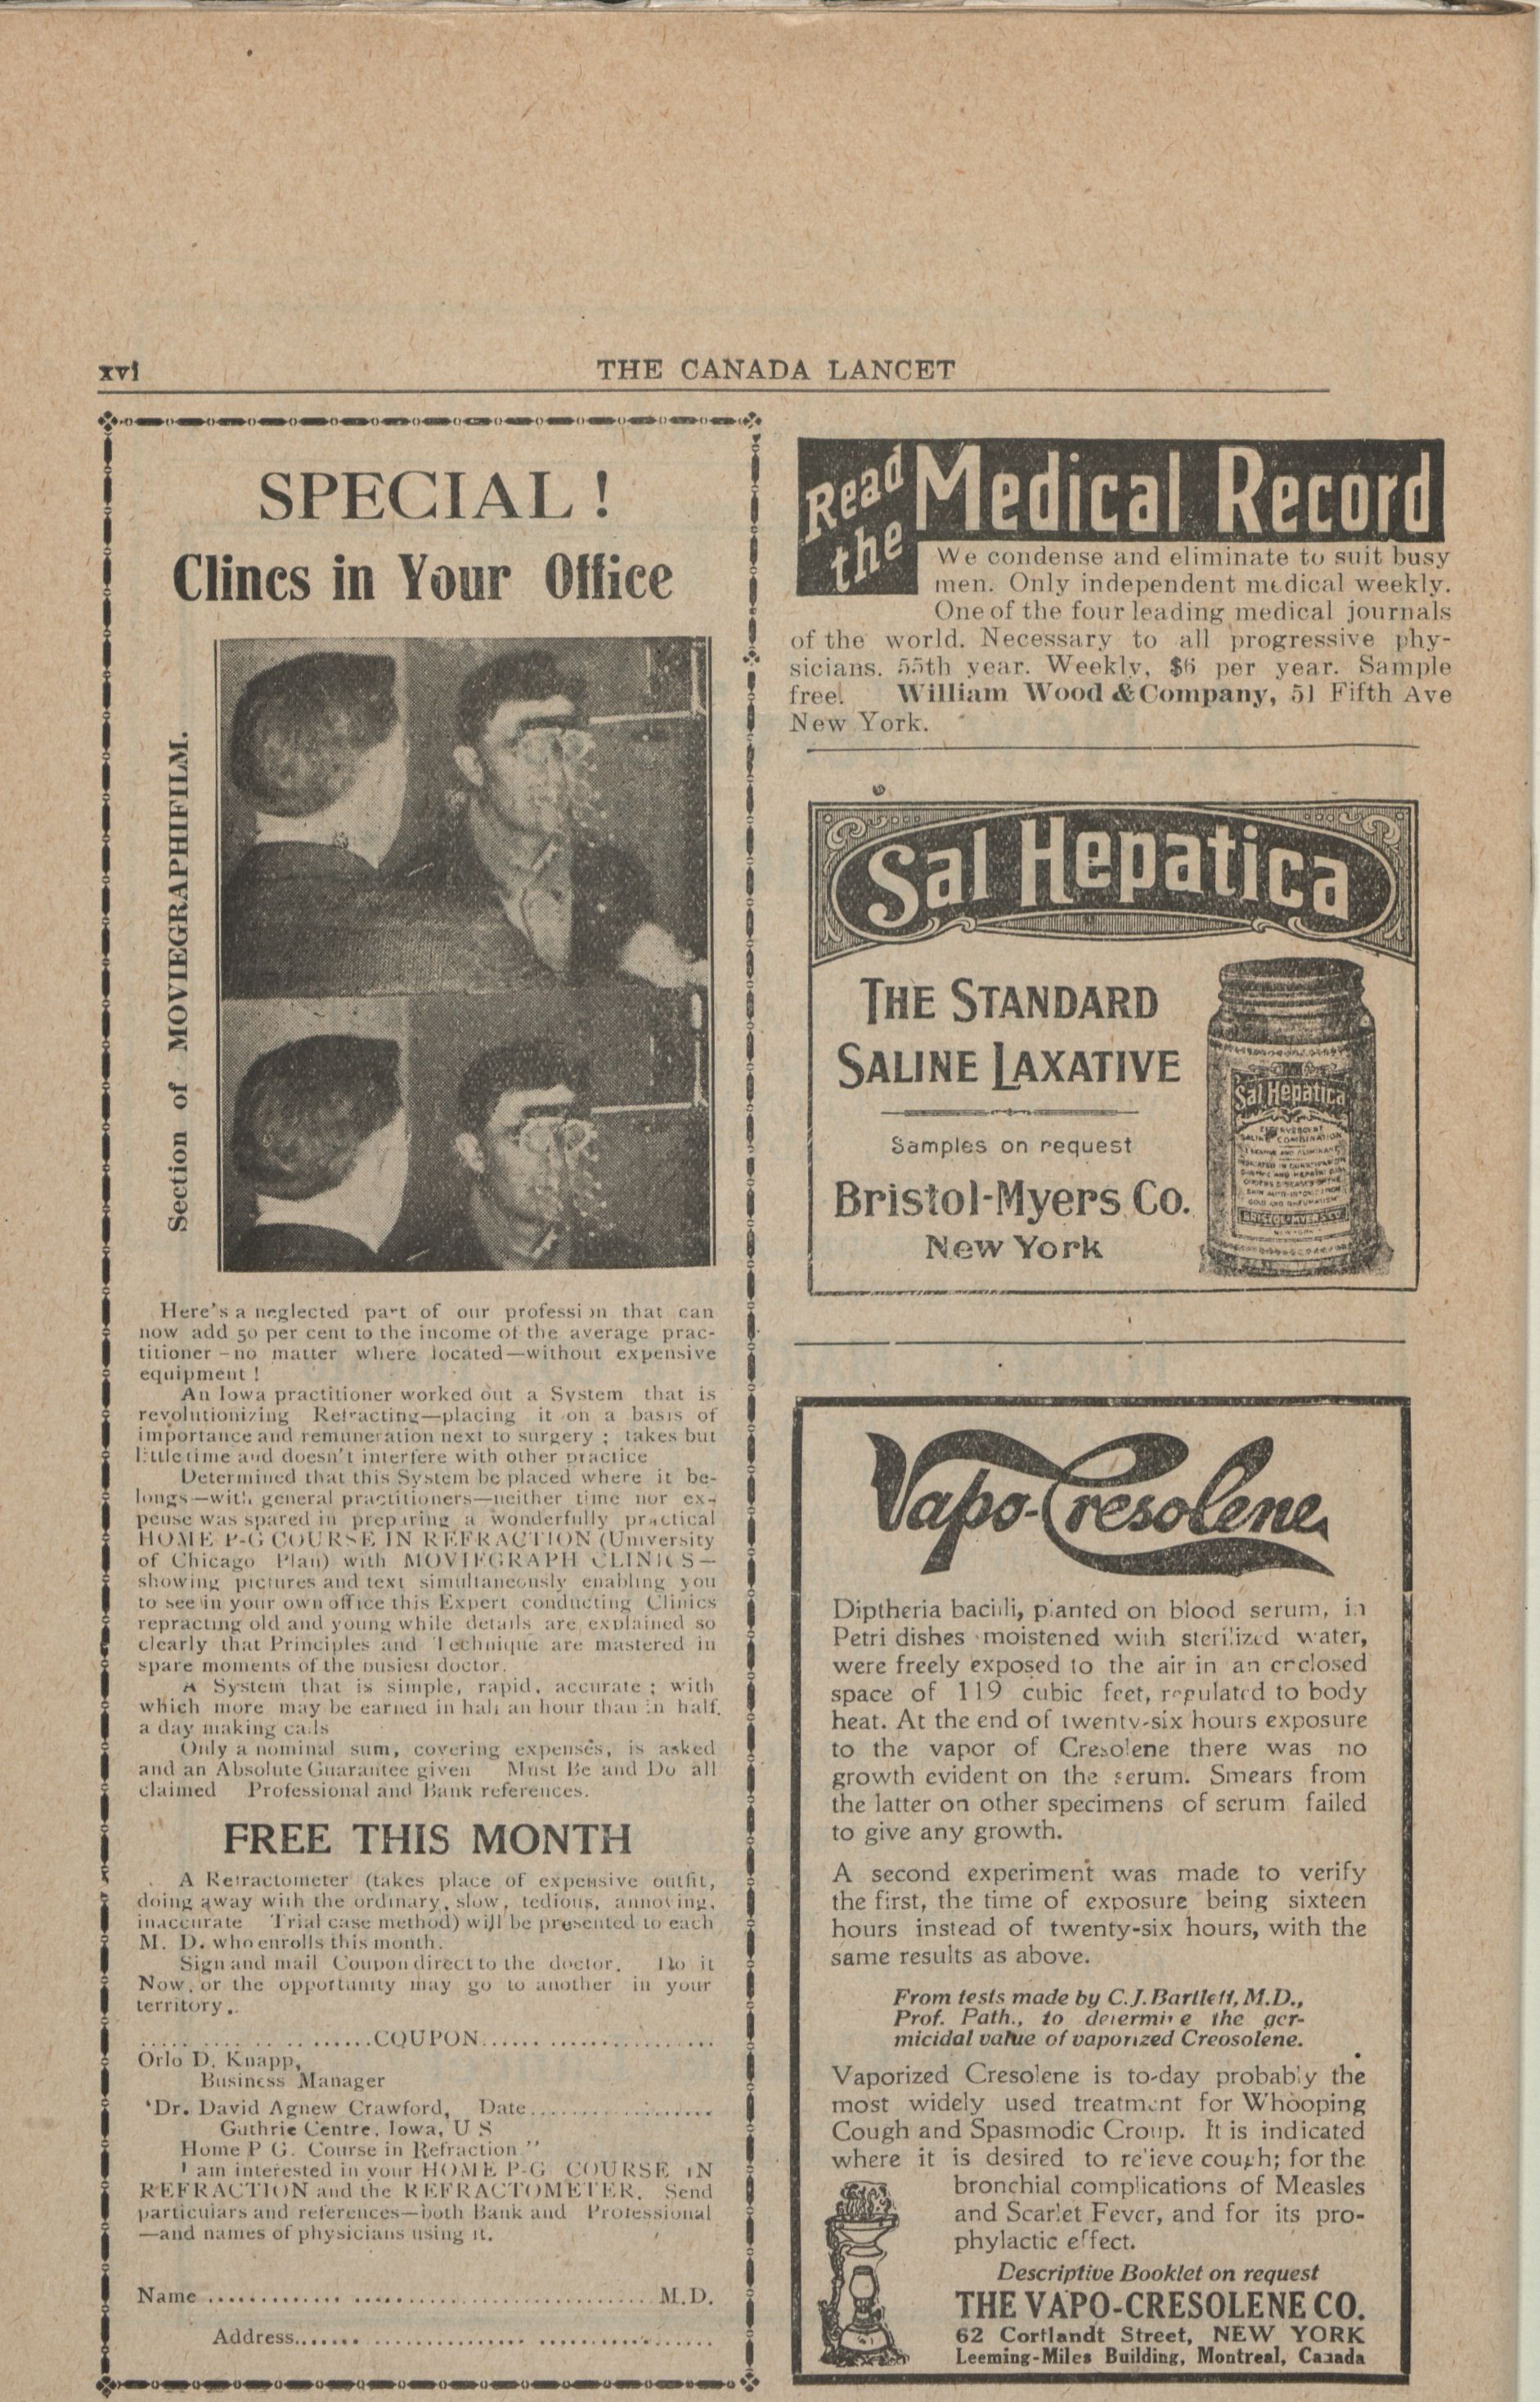 xvi
THE CANADA LANCET
SPECIAL !
Clincs in Your Office
Section of MOVIEGRAPHIFILM.
Here's a neglected part of our profession that can
now add 50 per cent to the income of the average prac-
titioner—no matter where located—without expensive
equipment !
An Iowa practitioner worked out a System that is
revolutionizing Refracting—placing it on a basis of
importance and remuneration next to surgery ; takes but
little time and doesn't interfere with other practice
Determined that this System be placed where it be-
longs—with general practitioners—neither time nor ex-
pense was spared in preparing a wonderfully practical
HOME P-G COURSE IN REFRACTION (University
of Chicago Plan) with MOVIEGRAPH CLINICS—
showing pictures and text simultaneously enabling you
to see in your own office this Expert conducting Clinics
repracting old and young while details are explained so
clearly that Principles and Technique are mastered in
spare moments of the busiest doctor.
A System that is simple, rapid, accurate ; with
which more may be earned in half an hour than in half
a day making calls
Only a nominal sum, covering expenses, is asked
and an Absolute Guarantee given Must Be and Do all
claimed Professional and Bank references.
FREE THIS MONTH
A Retractometer (takes place of expensive outfit,
doing away with the ordinary, slow, tedious, annoying,
inaccurate Trial case method) will be presented to each
M. D. who enrolls this month.
Sign and mail Coupon direct to the doctor. Do it
Now, or the opportunity may go to another in your
territory.
......................COUPON......................
Orlo D. Knapp,
Business Manager
'Dr. David Agnew Crawford, Date....................
Guthrie Centre, Iowa, U S
Home P G. Course in Refraction "
I am interested in your HOME P-G COURSE IN
REFRACTION and the REFRACTOMETER. Send
particulars and references—both Bank and Professional
—and names of physicians using it.
Name ............................................ M.D.
Address............................................
Read the Medical Record
We condense and eliminate to suit busy
men. Only independent medical weekly.
One of the four leading medical journals
of the world. Necessary to all progressive phy-
sicians. 55th year. Weekly, $6 per year. Sample
free! William Wood & Company, 51 Fifth Ave
New York.
Sal Hepatica
THE STANDARD
SALINE LAXATIVE
Samples on request
Bristol-Myers Co.
New York
Sal Hepatica
EFFERVESCENT
SALINE COMBINATION
BRISTOL-MYERS CO
Vapo-Cresolene
Diptheria bacilli, planted on blood serum, in
Petri dishes moistened with sterilized water,
were freely exposed to the air in an enclosed
space of 119 cubic feet, regulated to body
heat. At the end of twenty-six hours exposure
to the vapor of Cresolene there was no
growth evident on the serum. Smears from
the latter on other specimens of serum failed
to give any growth.
A second experiment was made to verify
the first, the time of exposure being sixteen
hours instead of twenty-six hours, with the
same results as above.
From tests made by C. J. Bartlett, M.D.,
Prof. Path., to determine the ger-
micidal value of vaporized Creosolene.
Vaporized Cresolene is to-day probably the
most widely used treatment for Whooping
Cough and Spasmodic Croup. It is indicated
where it is desired to relieve cough; for the
bronchial complications of Measles
and Scarlet Fever, and for its pro-
phylactic effect.
Descriptive Booklet on request
THE VAPO-CRESOLENE CO.
62 Cortlandt Street, NEW YORK
Leeming-Miles Building, Montreal, Canada